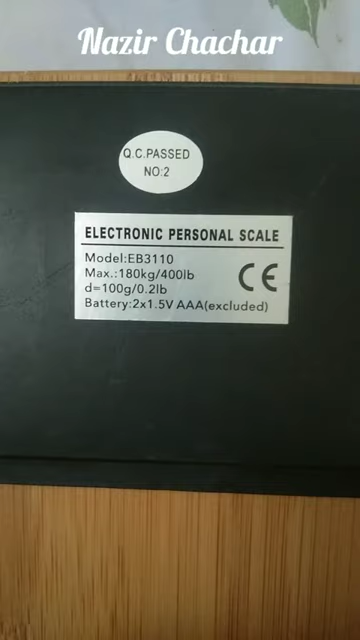 Nazir Chachar
Q.C.PASSED
NO:2
ELECTRONIC PERSONAL SCALE
Model:EB3110
Max.:180kg/400lb
d=100g/0.2lb
Battery:2x1.5V AAA(excluded)
CE